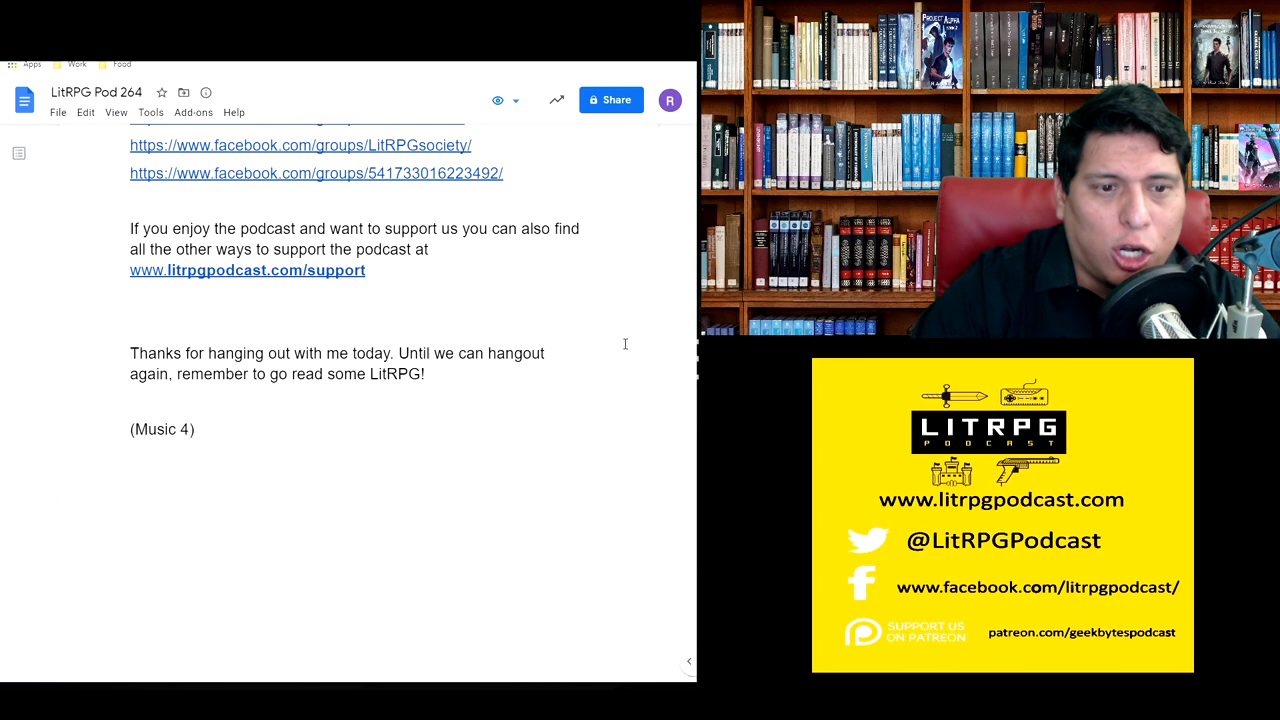 Apps Work Food
LitRPG Pod 264
File Edit View Tools Add-ons Help
Share
R
https://www.facebook.com/groups/LitRPGsociety/
https://www.facebook.com/groups/541733016223492/
If you enjoy the podcast and want to support us you can also find
all the other ways to support the podcast at
www.litrpgpodcast.com/support
Thanks for hanging out with me today. Until we can hangout
again, remember to go read some LitRPG!
(Music 4)
PROJECT ALPHA
LITRPG
PODCAST
www.litrpgpodcast.com
@LitRPGPodcast
www.facebook.com/litrpgpodcast/
SUPPORT US
ON PATREON
patreon.com/geekbytespodcast